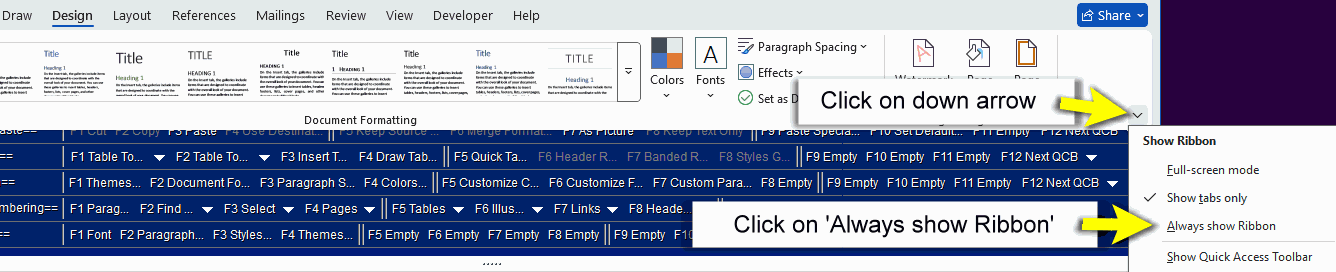 Draw Design Layout References Mailings Review View Developer Help Share
Title Title TITLE Title Title Title Title TITLE
Heading 1 Heading 1 HEADING 1 HEADING 1 1 Heading 1 HEADING 1 Heading 1 Heading 1
Colors Fonts
Paragraph Spacing
Effects
Set as D
Document Formatting
Click on down arrow
F1 Cut F2 Copy F3 Paste F4 Use Destinat... F5 Keep Source ... F6 Merge Format... F7 As Picture F8 Keep Text Only F9 Paste Specia... F10 Set Default... F11 Empty F12 Next QCB
== F1 Table To... F2 Table To... F3 Insert T... F4 Draw Tab... F5 Quick Ta... F6 Header R... F7 Banded R... F8 Styles G... F9 Empty F10 Empty F11 Empty F12 Next QCB
== F1 Themes... F2 Document Fo... F3 Paragraph S... F4 Colors... F5 Customize C... F6 Customize F... F7 Custom Para... F8 Empty F9 Empty F10 Empty F11 Empty F12 Next QCB
mbering== F1 Parag... F2 Find ... F3 Select F4 Pages F5 Tables F6 Illus... F7 Links F8 Heade...
== F1 Font F2 Paragraph... F3 Styles... F4 Themes... F5 Empty F6 Empty F7 Empty F8 Empty F9 Empty F10
Click on 'Always show Ribbon'
Show Ribbon
Full-screen mode
Show tabs only
Always show Ribbon
Show Quick Access Toolbar